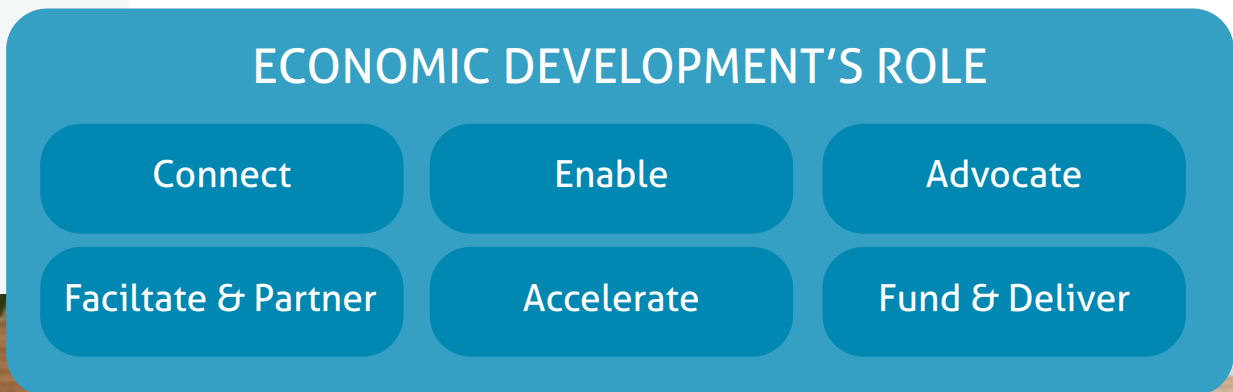 ECONOMIC DEVELOPMENT’S ROLE
Connect
Enable
Advocate
Faciltate & Partner
Accelerate
Fund & Deliver